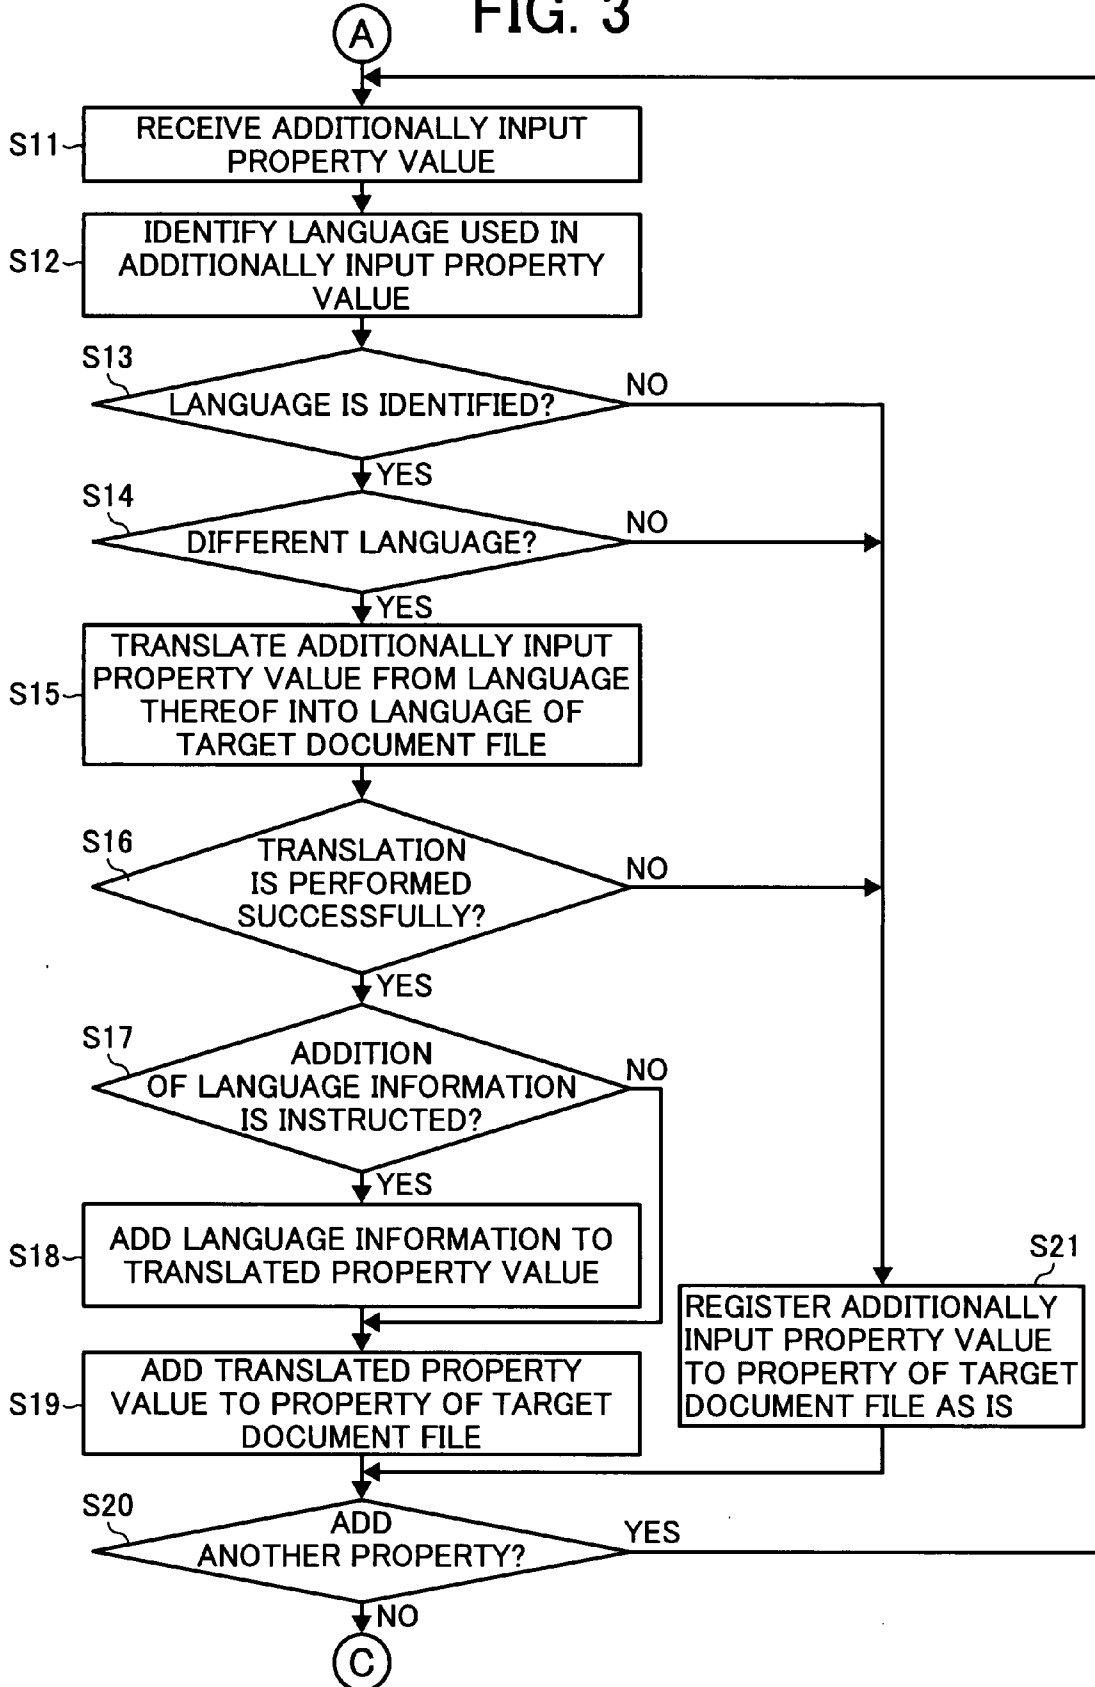 FIG. 3
A
S11
RECEIVE ADDITIONALLY INPUT
PROPERTY VALUE
S12
IDENTIFY LANGUAGE USED IN
ADDITIONALLY INPUT PROPERTY
VALUE
S13
LANGUAGE IS IDENTIFIED?
NO
YES
S14
DIFFERENT LANGUAGE?
NO
YES
S15
TRANSLATE ADDITIONALLY INPUT
PROPERTY VALUE FROM LANGUAGE
THEREOF INTO LANGUAGE OF
TARGET DOCUMENT FILE
S16
TRANSLATION
IS PERFORMED
SUCCESSFULLY?
NO
YES
S17
ADDITION
OF LANGUAGE INFORMATION
IS INSTRUCTED?
NO
YES
S18
ADD LANGUAGE INFORMATION TO
TRANSLATED PROPERTY VALUE
S21
REGISTER ADDITIONALLY
INPUT PROPERTY VALUE
TO PROPERTY OF TARGET
DOCUMENT FILE AS IS
S19
ADD TRANSLATED PROPERTY
VALUE TO PROPERTY OF TARGET
DOCUMENT FILE
S20
ADD
ANOTHER PROPERTY?
YES
NO
C